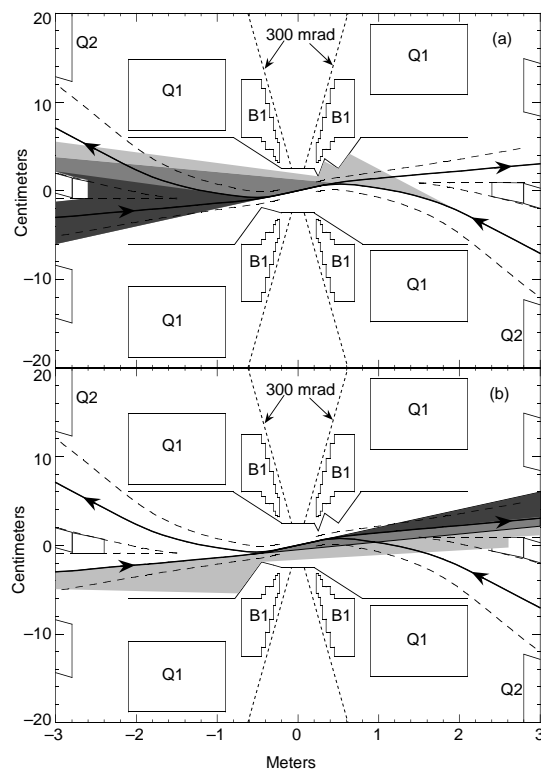 20
Q2
300 mrad
(a)
Q1
Q1
10
B1
B1
Centimeters
0
–10
B1
B1
Q1
Q1
Q2
–20
20
Q2
300 mrad
(b)
Q1
Q1
10
B1
B1
Centimeters
0
–10
B1
B1
Q1
Q1
Q2
–20
–3 –2 –1 0 1 2 3
Meters